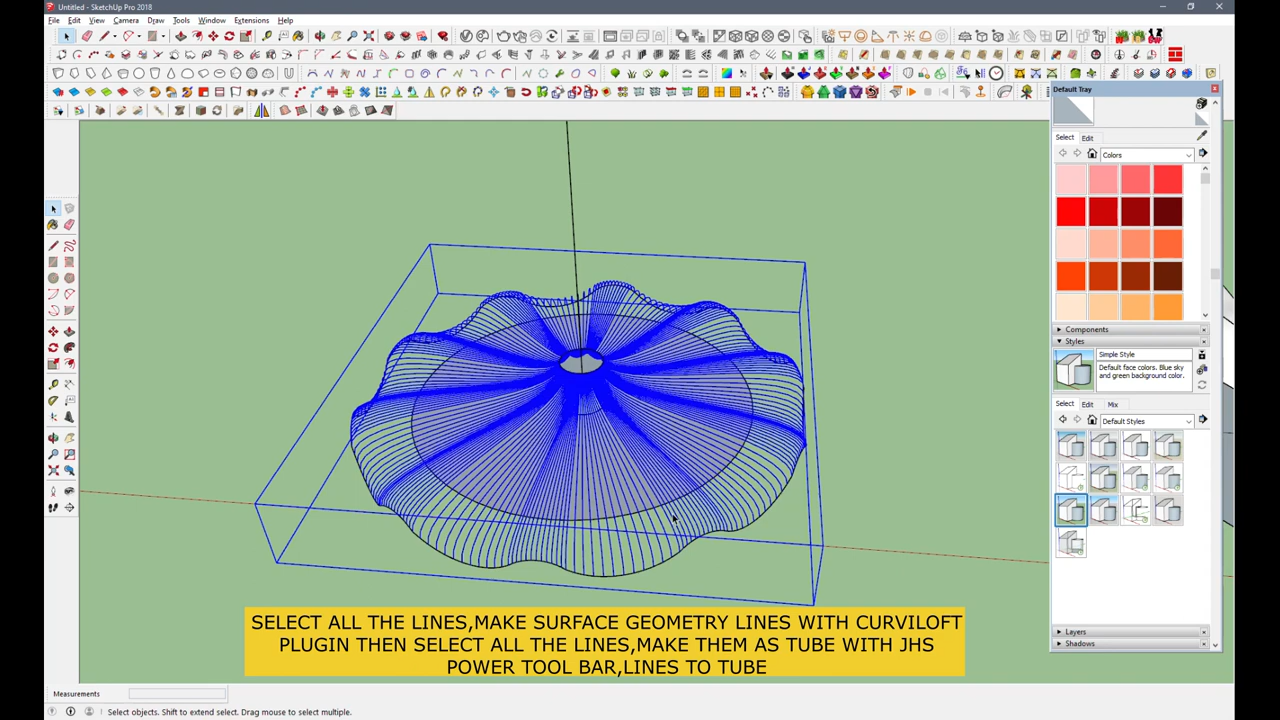 Untitled - SketchUp Pro 2018
File Edit View Camera Draw Tools Window Extensions Help
Default Tray
Select Edit
Colors
Components
Styles
Simple Style
Default face colors. Blue sky
and green background color.
Select Edit Mix
Default Styles
Layers
Shadows
SELECT ALL THE LINES,MAKE SURFACE GEOMETRY LINES WITH CURVILOFT
PLUGIN THEN SELECT ALL THE LINES,MAKE THEM AS TUBE WITH JHS
POWER TOOL BAR,LINES TO TUBE
Measurements
Select objects. Shift to extend select. Drag mouse to select multiple.